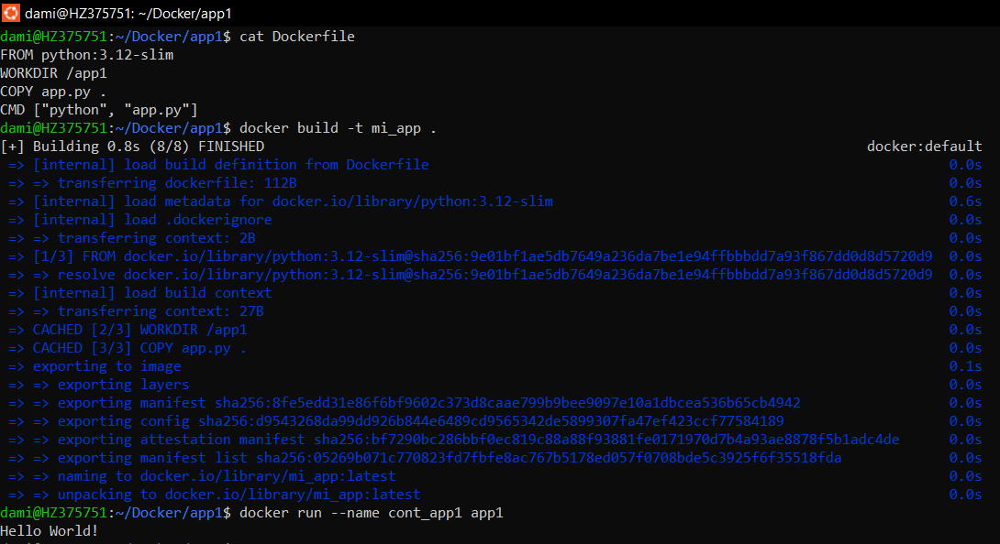 dami@HZ375751: ~/Docker/app1
dami@HZ375751:~/Docker/app1$ cat Dockerfile
FROM python:3.12-slim
WORKDIR /app1
COPY app.py .
CMD ["python", "app.py"]
dami@HZ375751:~/Docker/app1$ docker build -t mi_app .
[+] Building 0.8s (8/8) FINISHED docker:default
=> [internal] load build definition from Dockerfile 0.0s
=> => transferring dockerfile: 112B 0.0s
=> [internal] load metadata for docker.io/library/python:3.12-slim 0.6s
=> [internal] load .dockerignore 0.0s
=> => transferring context: 2B 0.0s
=> [1/3] FROM docker.io/library/python:3.12-slim@sha256:9e01bf1ae5db7649a236da7be1e94ffbbbdd7a93f867dd0d8d5720d9 0.0s
=> => resolve docker.io/library/python:3.12-slim@sha256:9e01bf1ae5db7649a236da7be1e94ffbbbdd7a93f867dd0d8d5720d9 0.0s
=> [internal] load build context 0.0s
=> => transferring context: 27B 0.0s
=> CACHED [2/3] WORKDIR /app1 0.0s
=> CACHED [3/3] COPY app.py . 0.0s
=> exporting to image 0.1s
=> => exporting layers 0.0s
=> => exporting manifest sha256:8fe5edd31e86f6bf9602c373d8caae799b9bee9097e10a1dbcea536b65cb4942 0.0s
=> => exporting config sha256:d9543268da99dd926b844e6489cd9565342de5899307fa47ef423ccf77584189 0.0s
=> => exporting attestation manifest sha256:bf7290bc286bbf0ec819c88a88f93881fe0171970d7b4a93ae8878f5b1adc4de 0.0s
=> => exporting manifest list sha256:05269b071c770823fd7fbfe8ac767b5178ed057f0708bde5c3925f6f35518fda 0.0s
=> => naming to docker.io/library/mi_app:latest 0.0s
=> => unpacking to docker.io/library/mi_app:latest 0.0s
dami@HZ375751:~/Docker/app1$ docker run --name cont_app1 app1
Hello World!